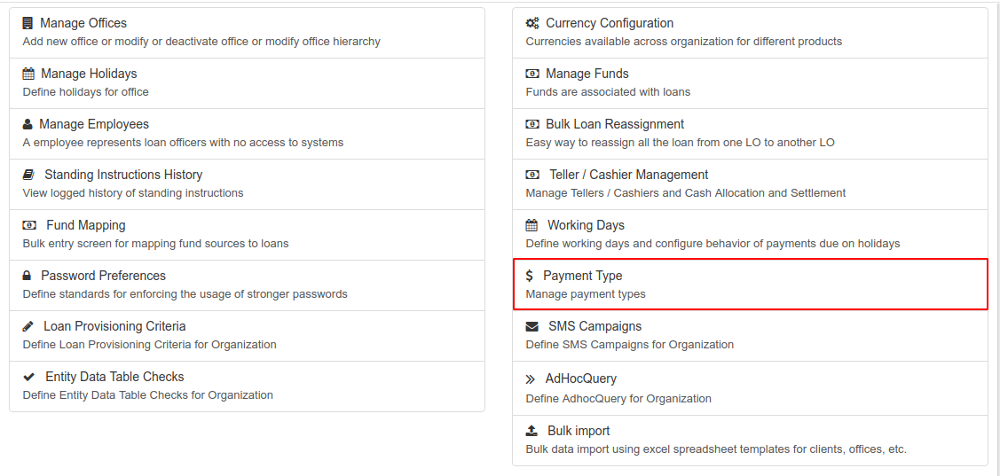 Manage Offices
Add new office or modify or deactivate office or modify office hierarchy
Manage Holidays
Define holidays for office
Manage Employees
A employee represents loan officers with no access to systems
Standing Instructions History
View logged history of standing instructions
Fund Mapping
Bulk entry screen for mapping fund sources to loans
Password Preferences
Define standards for enforcing the usage of stronger passwords
Loan Provisioning Criteria
Define Loan Provisioning Criteria for Organization
Entity Data Table Checks
Define Entity Data Table Checks for Organization
Currency Configuration
Currencies available across organization for different products
Manage Funds
Funds are associated with loans
Bulk Loan Reassignment
Easy way to reassign all the loan from one LO to another LO
Teller / Cashier Management
Manage Tellers / Cashiers and Cash Allocation and Settlement
Working Days
Define working days and configure behavior of payments due on holidays
$ Payment Type
Manage payment types
SMS Campaigns
Define SMS Campaigns for Organization
AdHocQuery
Define AdhocQuery for Organization
Bulk import
Bulk data import using excel spreadsheet templates for clients, offices, etc.